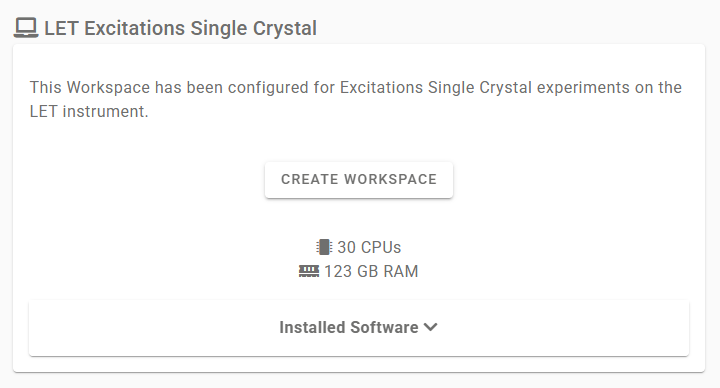 LET Excitations Single Crystal
This Workspace has been configured for Excitations Single Crystal experiments on the
LET instrument.
CREATE WORKSPACE
30 CPUs
123 GB RAM
Installed Software